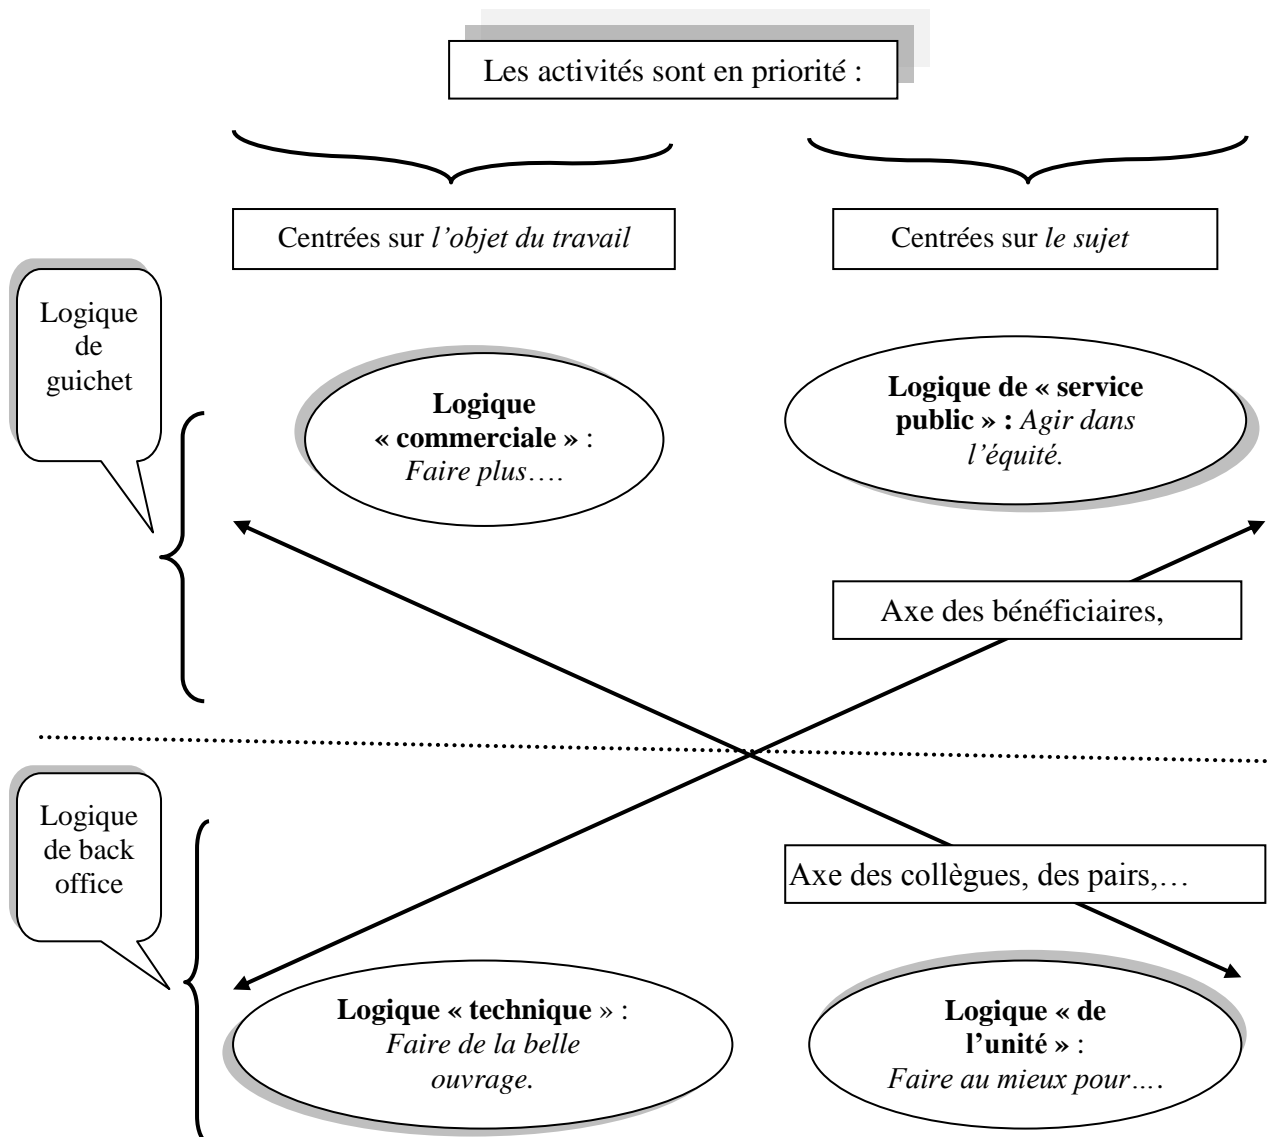 Les activités sont en priorité :
Centrées sur l’objet du travail
Centrées sur le sujet
Logique
de
guichet
Logique
« commerciale » :
Faire plus….
Logique de « service
public » : Agir dans
l’équité.
Axe des bénéficiaires,
Logique
de back
office
Axe des collègues, des pairs,…
Logique « technique » :
Faire de la belle
ouvrage.
Logique « de
l’unité » :
Faire au mieux pour….